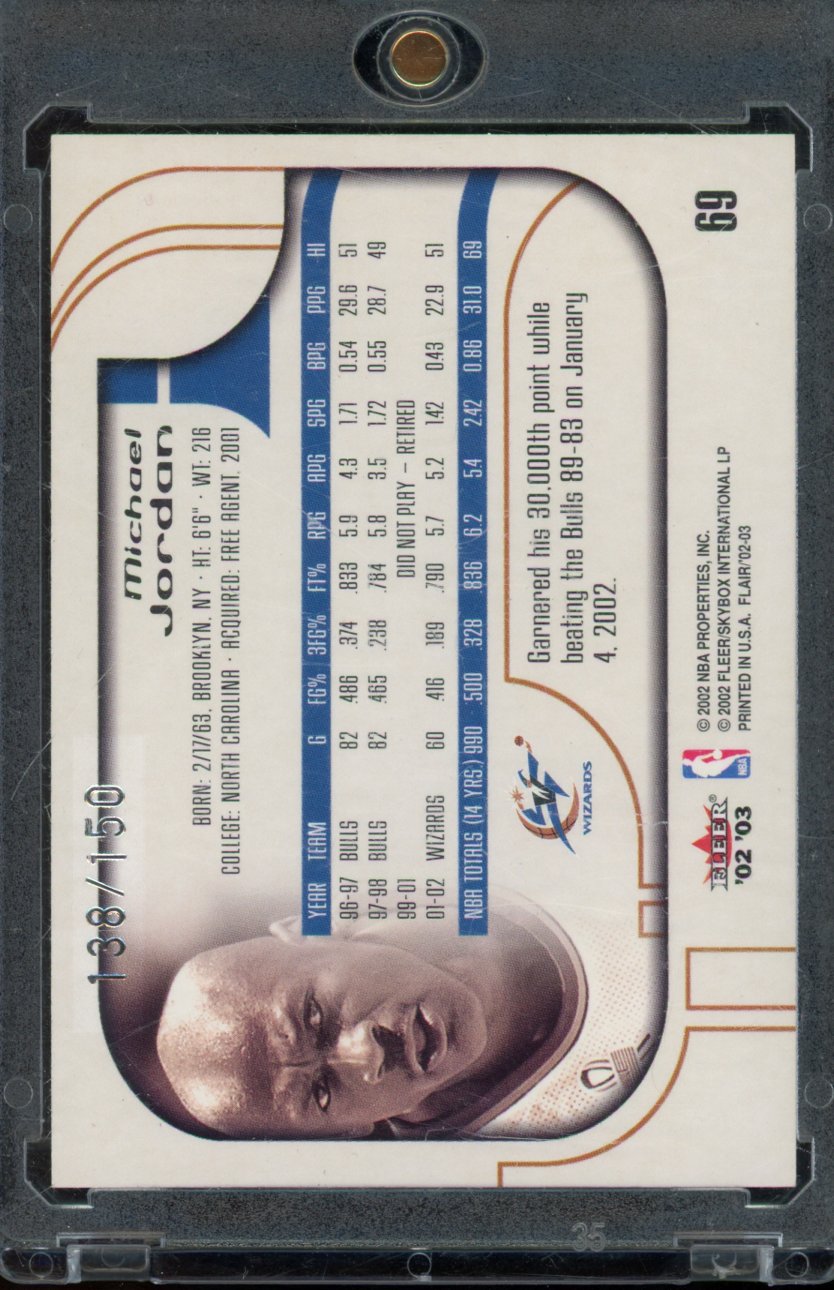 138/150
Michael
Jordan
69
BORN: 2/17/63, BROOKLYN, NY · HT: 6'6" · WT: 216
COLLEGE: NORTH CAROLINA · ACQUIRED: FREE AGENT, 2001
YEAR TEAM G FG% 3FG% FT% RPG APG SPG BPG PPG HI
96-97 BULLS 82 .486 .374 .833 5.9 4.3 1.71 0.54 29.6 51
97-98 BULLS 82 .465 .238 .784 5.8 3.5 1.72 0.55 28.7 49
99-01 DID NOT PLAY – RETIRED
01-02 WIZARDS 60 .416 .189 .790 5.7 5.2 1.42 0.43 22.9 51
NBA TOTALS (14 YRS.) 990 .500 .328 .836 6.2 5.4 2.42 0.86 31.0 69
WIZARDS
Garnered his 30,000th point while
beating the Bulls 89-83 on January
4, 2002.
FLEER®
'02 '03
NBA
© 2002 NBA PROPERTIES, INC.
© 2002 FLEER/SKYBOX INTERNATIONAL LP
PRINTED IN U.S.A. FLAIR/'02-03
35